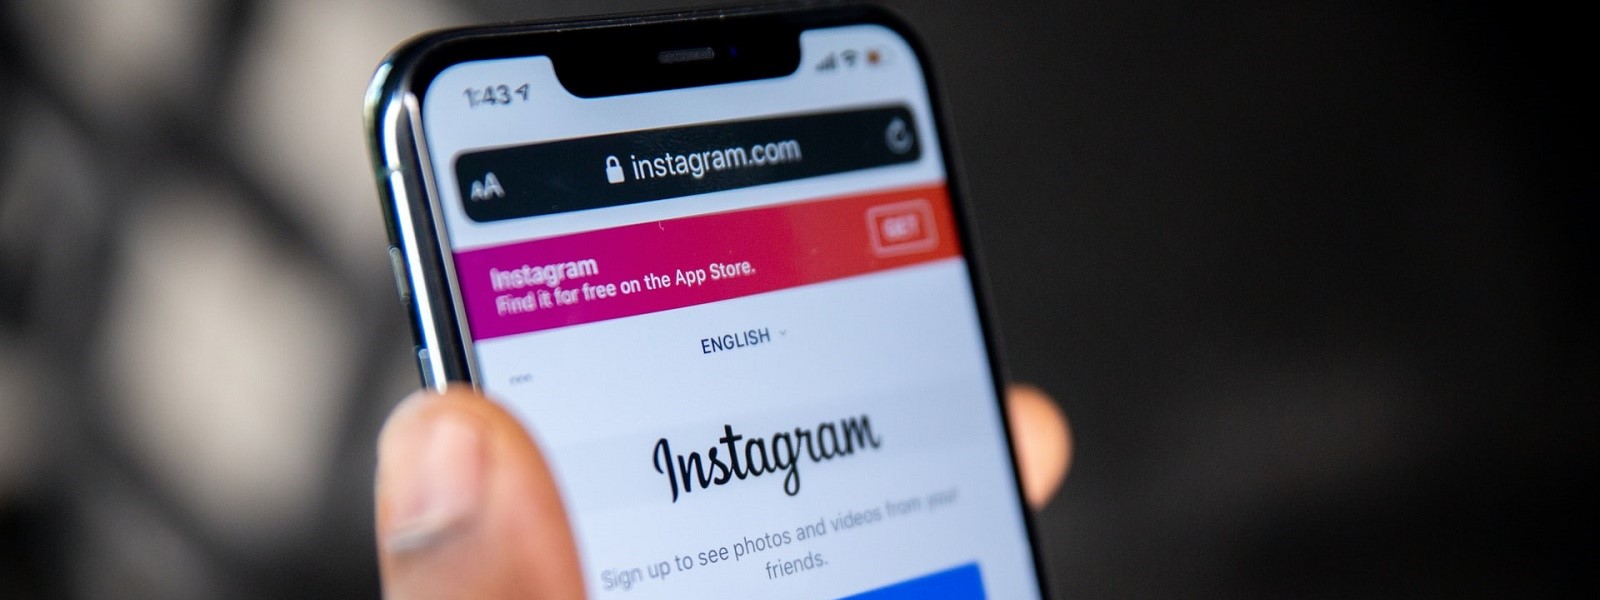 1:43
AA
instagram.com
Instagram
Find it for free on the App Store.
GET
ENGLISH
Instagram
Sign up to see photos and videos from your
friends.